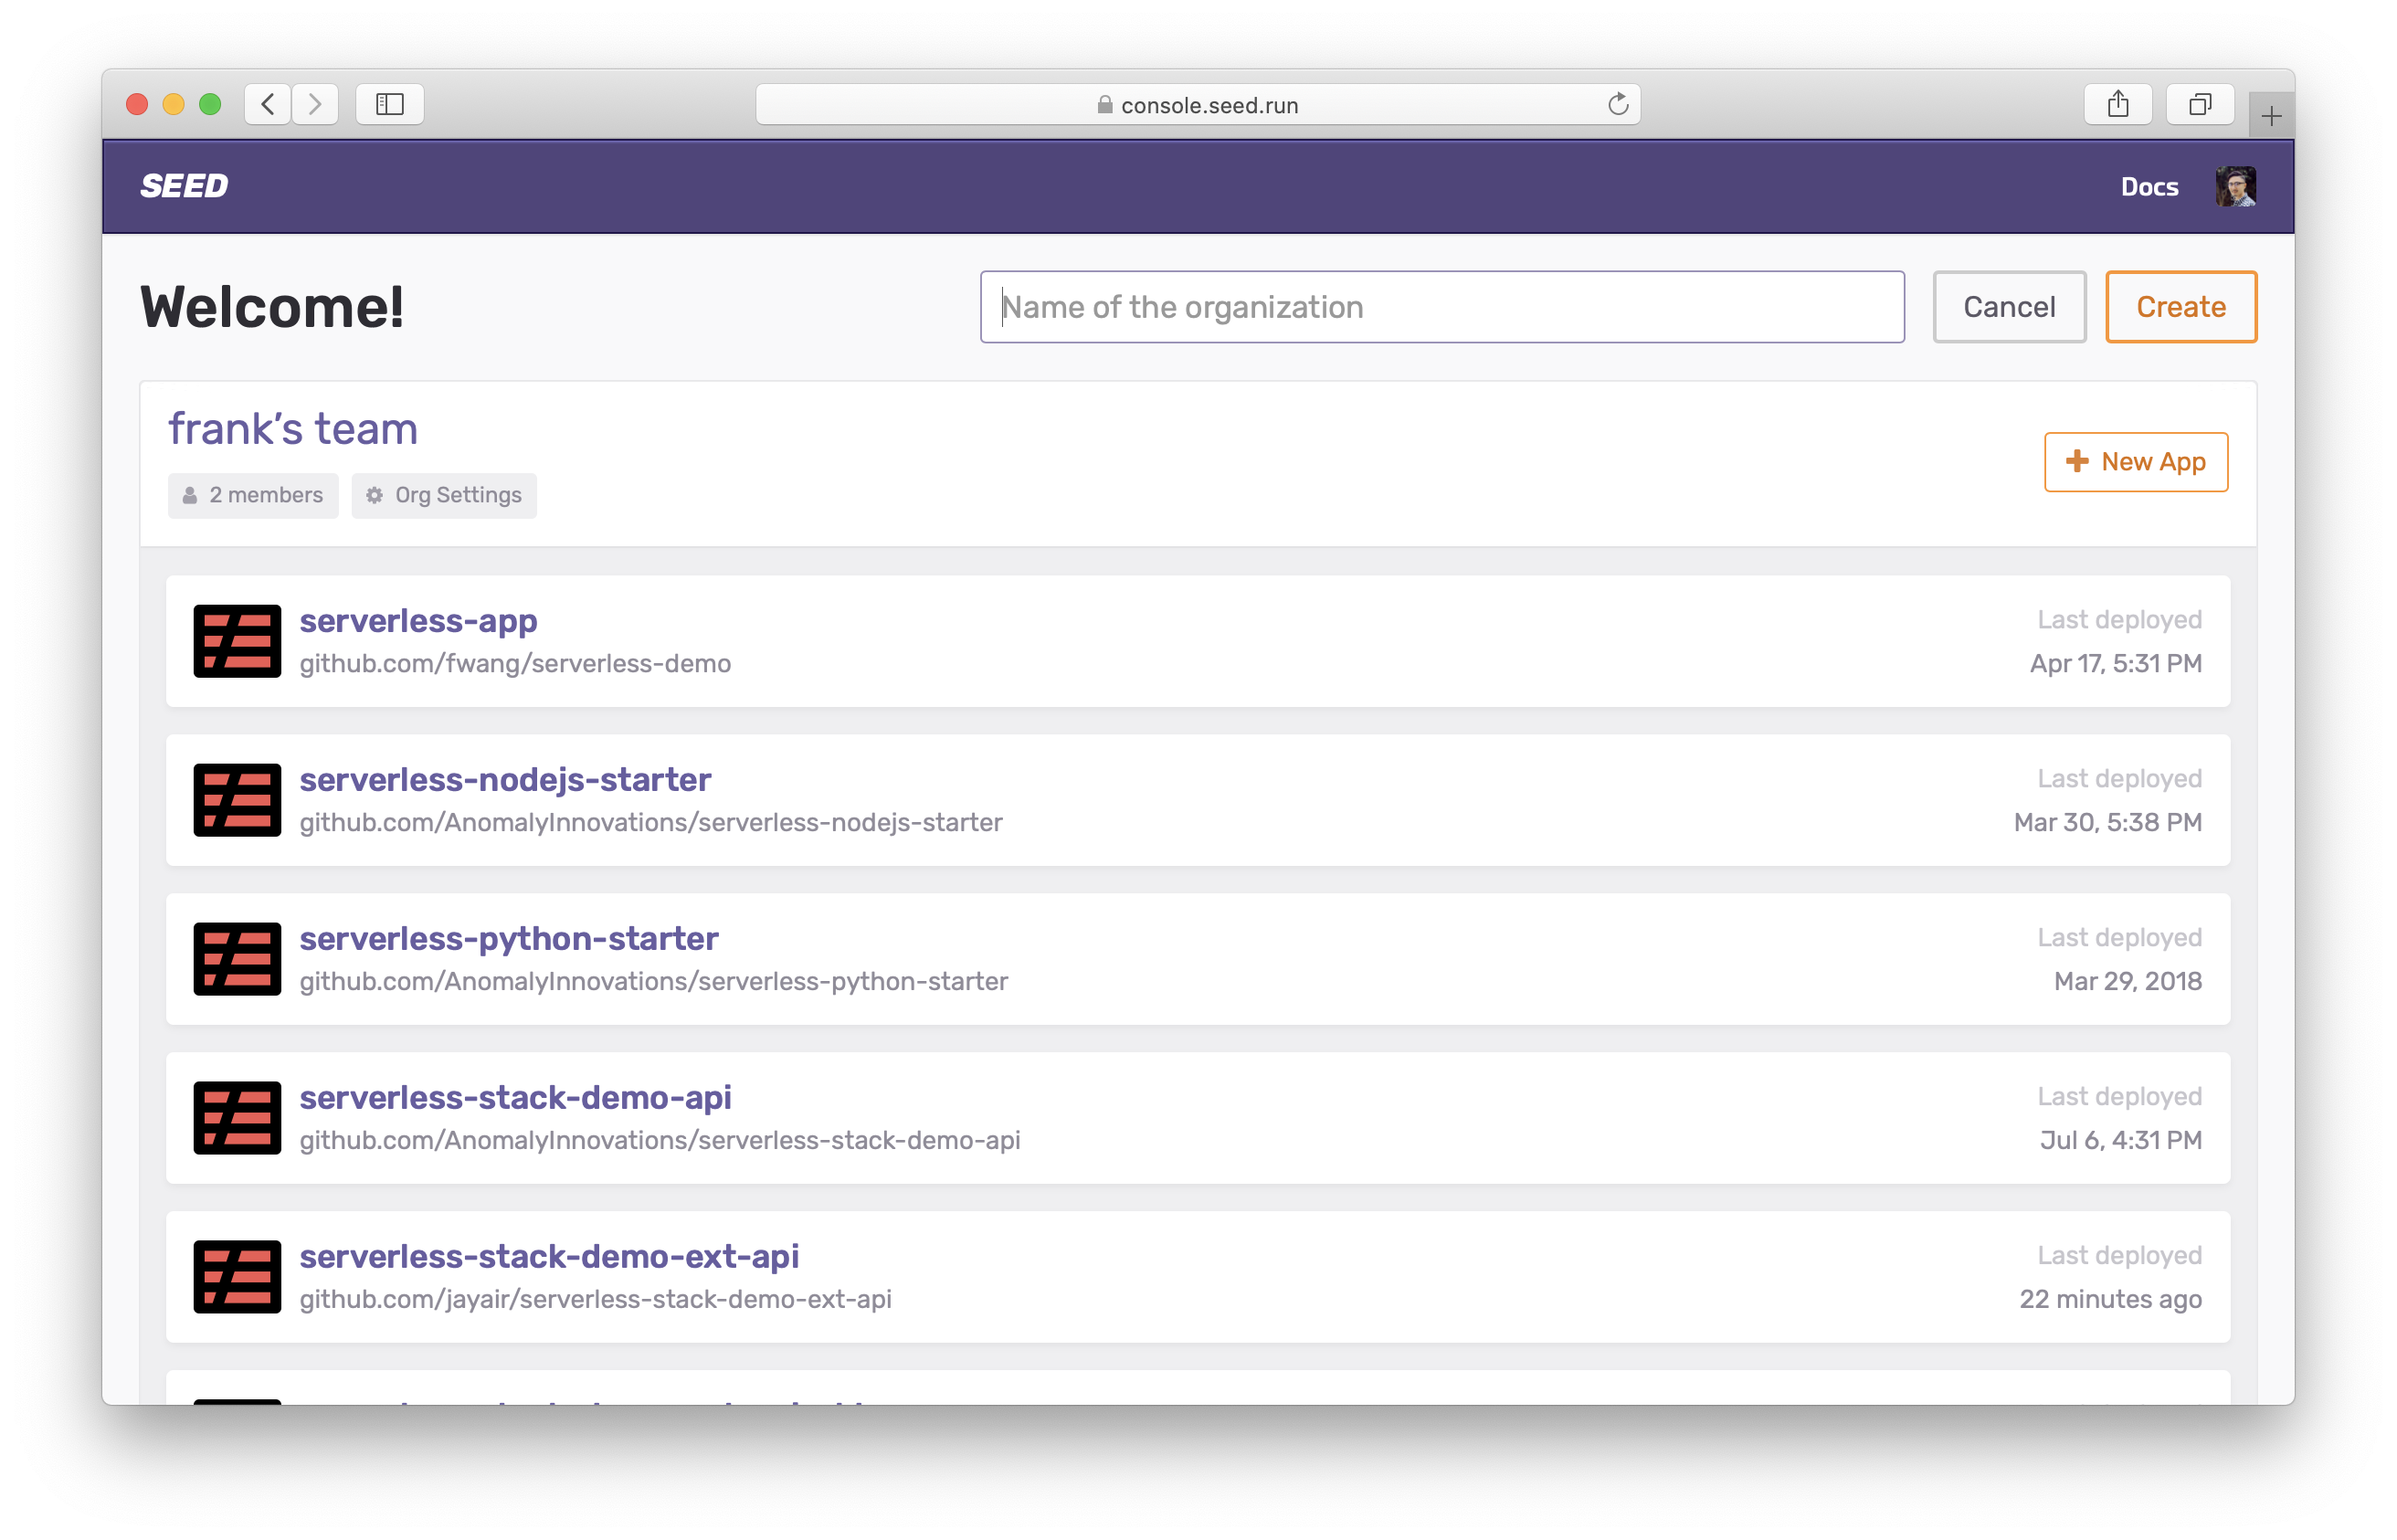 console.seed.run
SEED
Docs
Welcome!
Name of the organization
Cancel
Create
frank’s team
2 members
Org Settings
New App
serverless-app
github.com/fwang/serverless-demo
Last deployed
Apr 17, 5:31 PM
serverless-nodejs-starter
github.com/AnomalyInnovations/serverless-nodejs-starter
Last deployed
Mar 30, 5:38 PM
serverless-python-starter
github.com/AnomalyInnovations/serverless-python-starter
Last deployed
Mar 29, 2018
serverless-stack-demo-api
github.com/AnomalyInnovations/serverless-stack-demo-api
Last deployed
Jul 6, 4:31 PM
serverless-stack-demo-ext-api
github.com/jayair/serverless-stack-demo-ext-api
Last deployed
22 minutes ago